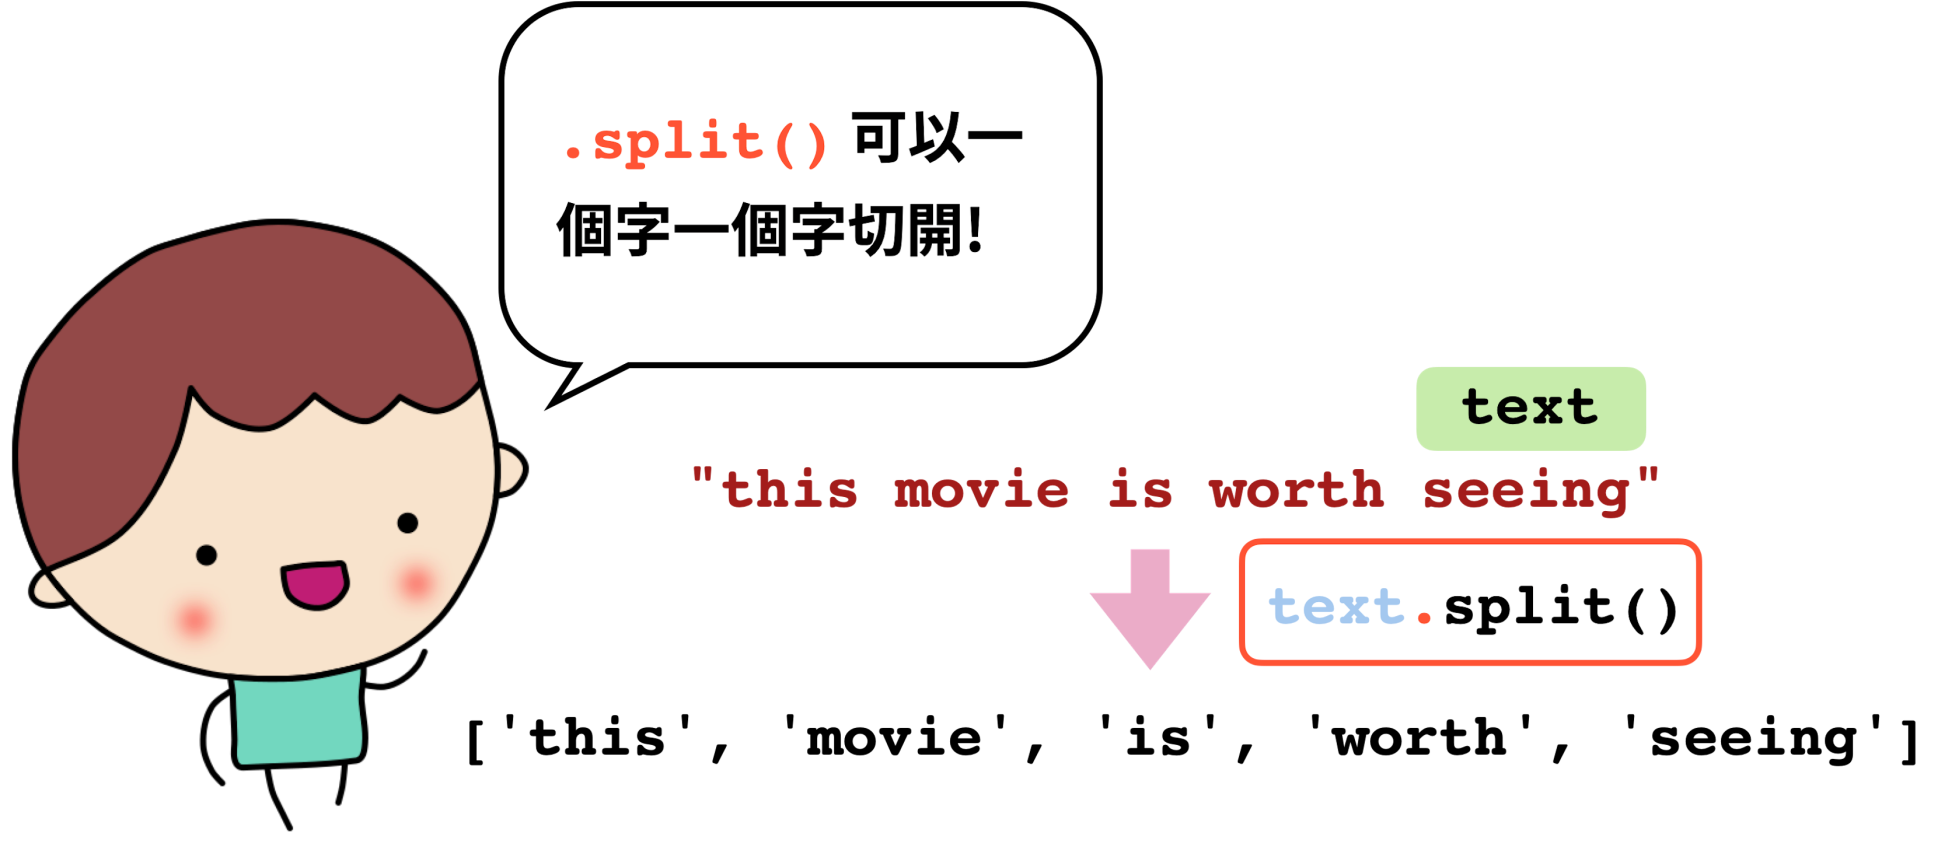 .split() 可以一
個字一個字切開!
text
"this movie is worth seeing"
text.split()
['this', 'movie', 'is', 'worth', 'seeing']